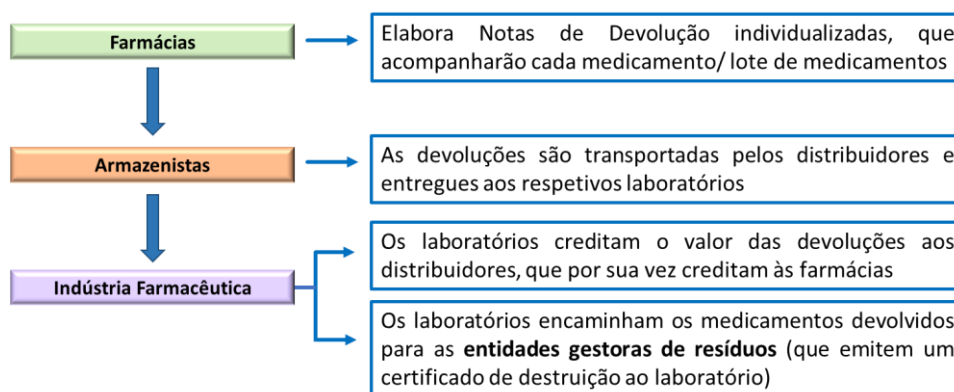 Farmácias
Elabora Notas de Devolução individualizadas, que
acompanharão cada medicamento/ lote de medicamentos
Armazenistas
As devoluções são transportadas pelos distribuidores e
entregues aos respetivos laboratórios
Os laboratórios creditam o valor das devoluções aos
distribuidores, que por sua vez creditam às farmácias
Indústria Farmacêutica
Os laboratórios encaminham os medicamentos devolvidos
para as entidades gestoras de resíduos (que emitem um
certificado de destruição ao laboratório)